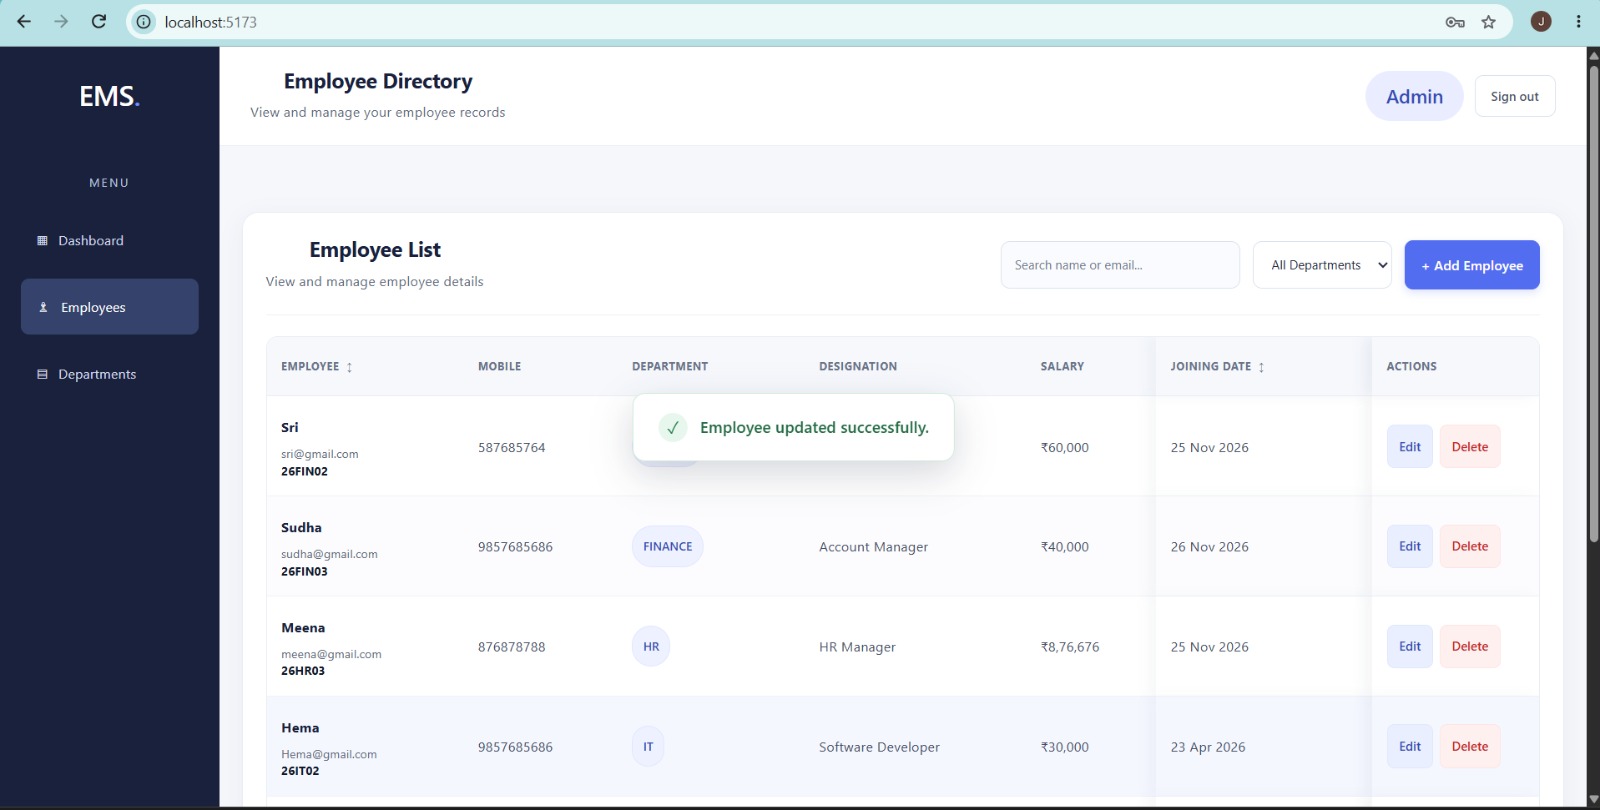 localhost:5173
J
EMS.
Employee Directory
View and manage your employee records
Admin
Sign out
MENU
Dashboard
Employees
Departments
Employee List
View and manage employee details
Search name or email...
All Departments
+ Add Employee
EMPLOYEE ↕ MOBILE DEPARTMENT DESIGNATION SALARY JOINING DATE ↕ ACTIONS
✓ Employee updated successfully.
Sri
sri@gmail.com
26FIN02
587685764 ₹60,000 25 Nov 2026 Edit Delete
Sudha
sudha@gmail.com
26FIN03
9857685686 FINANCE Account Manager ₹40,000 26 Nov 2026 Edit Delete
Meena
meena@gmail.com
26HR03
876878788 HR HR Manager ₹8,76,676 25 Nov 2026 Edit Delete
Hema
Hema@gmail.com
26IT02
9857685686 IT Software Developer ₹30,000 23 Apr 2026 Edit Delete